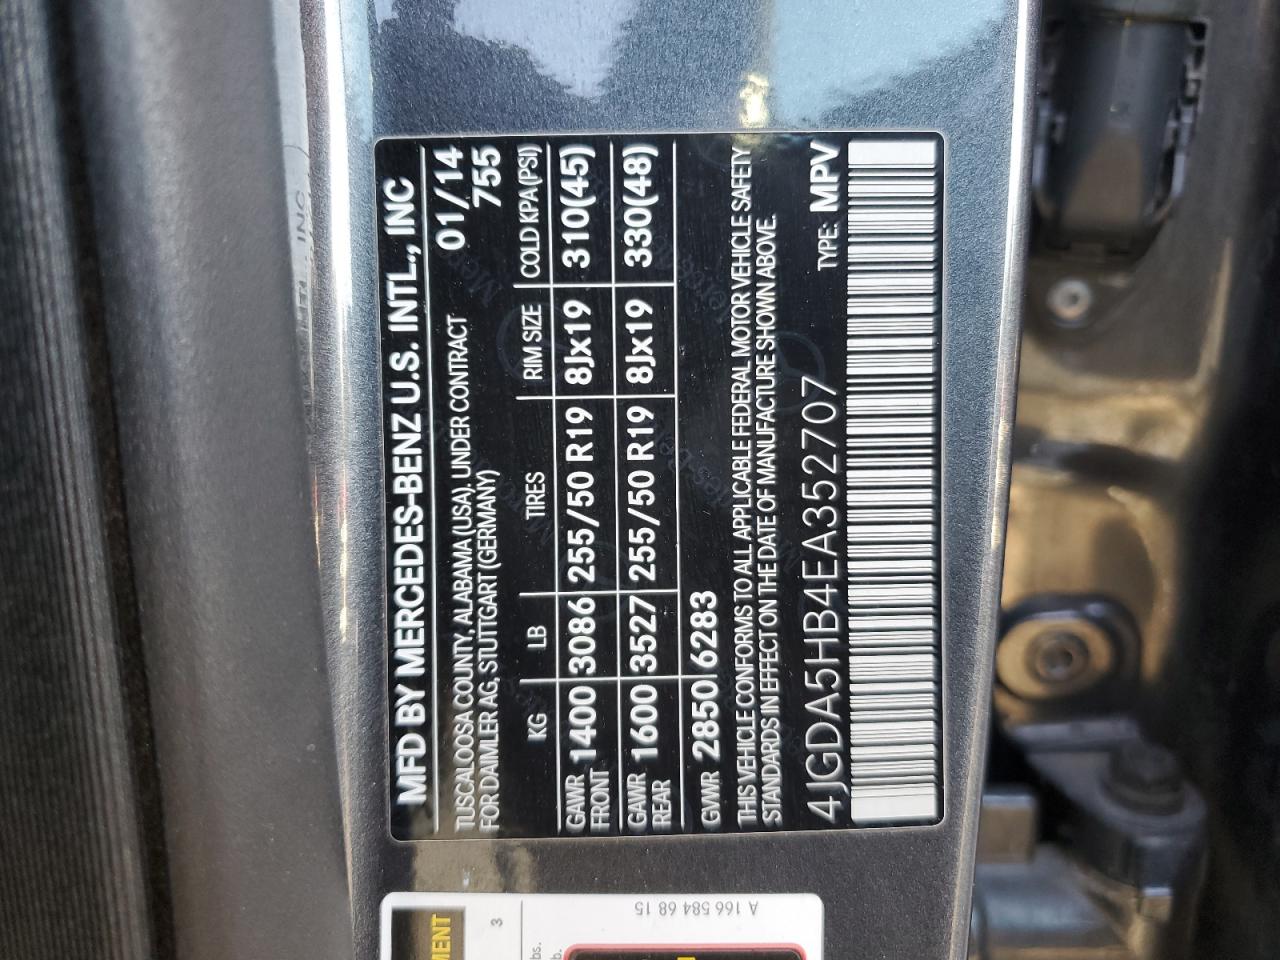 MFD BY MERCEDES-BENZ U.S. INTL., INC
TUSCALOOSA COUNTY, ALABAMA (USA), UNDER CONTRACT 01/14
FOR DAIMLER AG, STUTTGART (GERMANY) 755
KG LB TIRES RIM SIZE COLD KPA(PSI)
GAWR FRONT 1400 3086 255/50 R19 8Jx19 310(45)
GAWR REAR 1600 3527 255/50 R19 8Jx19 330(48)
GVWR 2850 6283
THIS VEHICLE CONFORMS TO ALL APPLICABLE FEDERAL MOTOR VEHICLE SAFETY
STANDARDS IN EFFECT ON THE DATE OF MANUFACTURE SHOWN ABOVE.
4JGDA5HB4EA352707 TYPE: MPV
A 166 584 68 15
MENT
3
bs.
b.